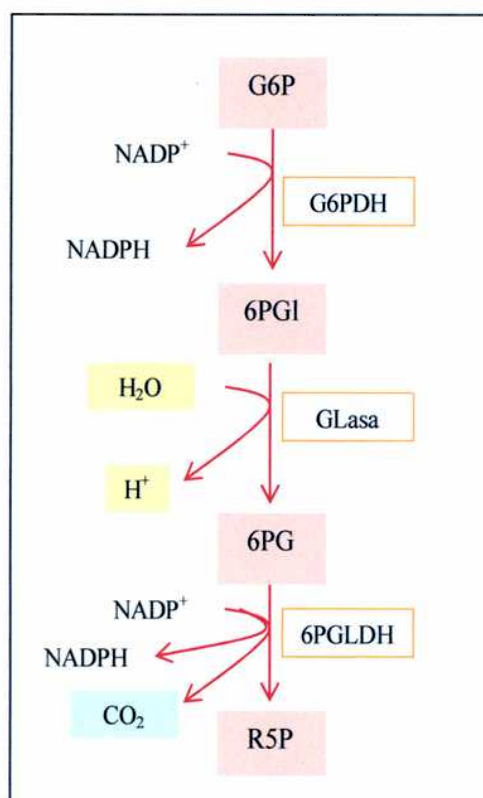 G6P
NADP⁺
G6PDH
NADPH
6PGl
H₂O
GLasa
H⁺
6PG
NADP⁺
6PGLDH
NADPH
CO₂
R5P